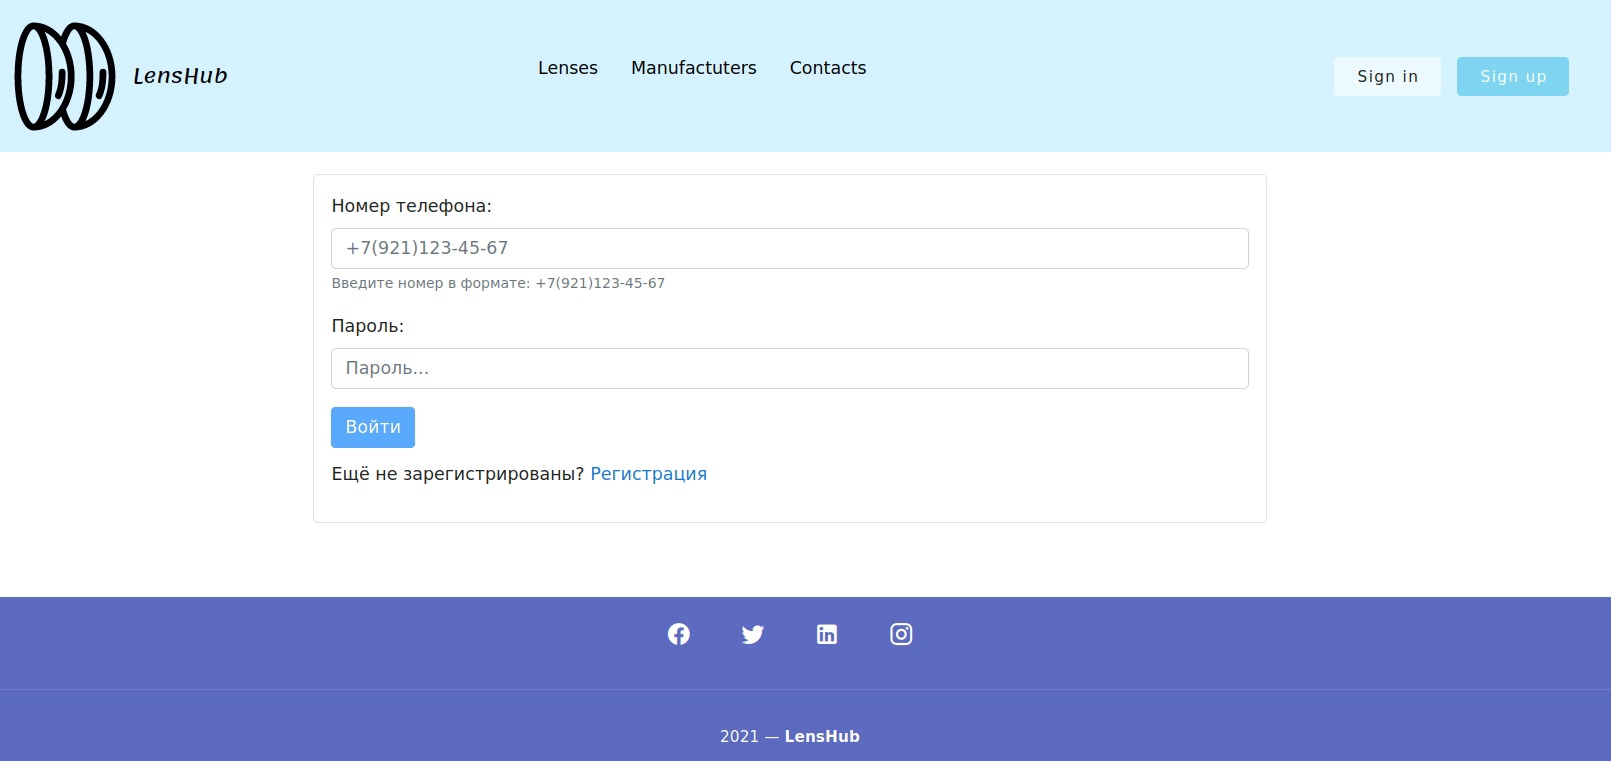 LensHub
Lenses Manufactuters Contacts
Sign in Sign up
Номер телефона:
+7(921)123-45-67
Введите номер в формате: +7(921)123-45-67
Пароль:
Пароль...
Войти
Ещё не зарегистрированы? Регистрация
2021 — LensHub